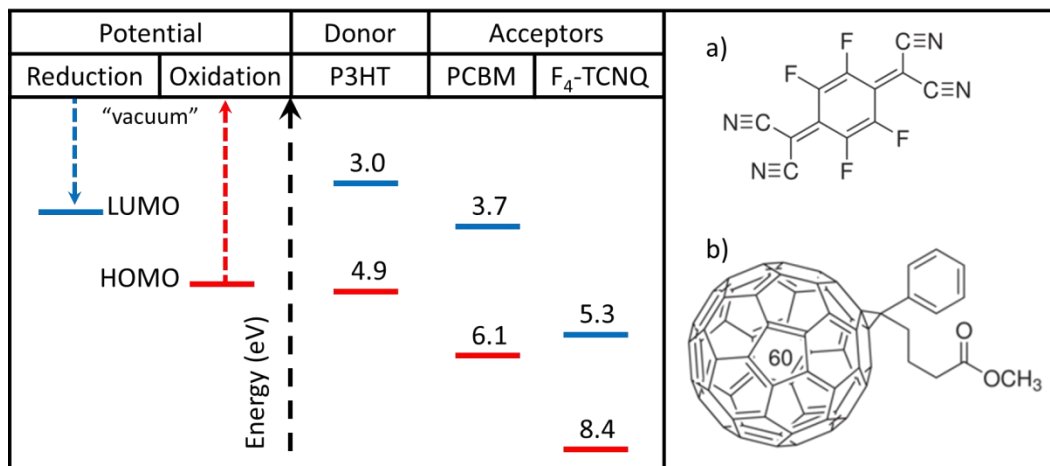 Potential Donor Acceptors
Reduction Oxidation P3HT PCBM F₄-TCNQ
“vacuum”
3.0
LUMO 3.7
HOMO 4.9
5.3
6.1
8.4
Energy (eV)
a)
F C≡N
F C≡N
N≡C F
N≡C F
b)
60
O
OCH₃